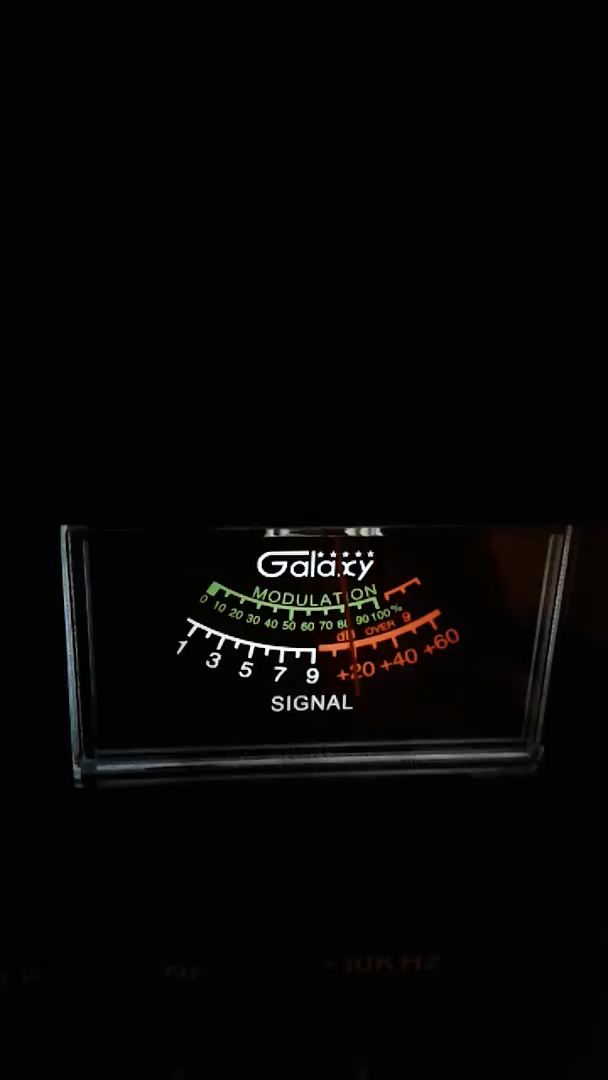 Galaxy
MODULATION
0 10 20 30 40 50 60 70 80 90 100%
dB OVER 9
1 3 5 7 9 +20 +40 +60
SIGNAL
+10KHz